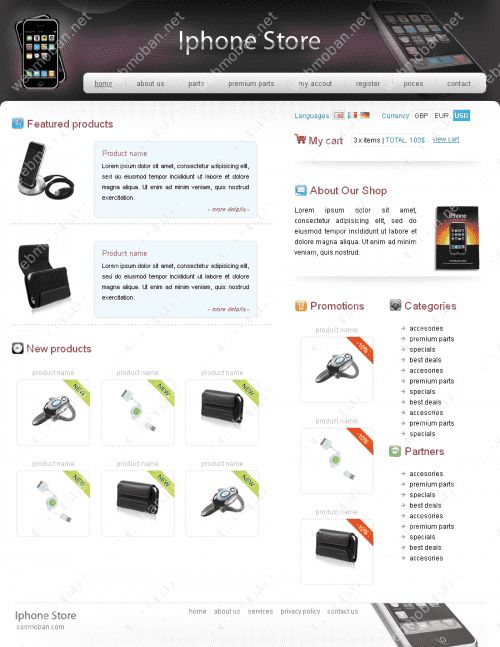 Iphone Store
home about us parts premium parts my accout register prices contact
Featured products
Product name
Lorem ipsum dolor sit amet, consectetur adipisicing elit, sed do eiusmod tempor incididunt ut labore et dolore magna aliqua. Ut enim ad minim veniam, quis nostrud exercitation.
- more details -
Product name
Lorem ipsum dolor sit amet, consectetur adipisicing elit, sed do eiusmod tempor incididunt ut labore et dolore magna aliqua. Ut enim ad minim veniam, quis nostrud exercitation.
- more details -
New products
product name product name product name
NEW NEW NEW
product name product name product name
NEW NEW NEW
Languages: Currency: GBP EUR USD
My cart 3 x items | TOTAL: 100$ view cart
About Our Shop
Lorem ipsum dolor sit amet,
consectetur adipisicing elit, sed do
eiusmod tempor incididunt ut labore et
dolore magna aliqua. Ut enim ad minim
veniam, quis nostrud.
iPhone
Promotions
product name
-10%
product name
-10%
product name
-10%
Categories
accesories
premium parts
specials
best deals
accesories
premium parts
specials
best deals
accesories
premium parts
specials
Partners
accesories
premium parts
specials
best deals
accesories
premium parts
specials
best deals
accesories
Iphone Store
cssmoban.com
home about us services privacy policy contact us
webmoban.net